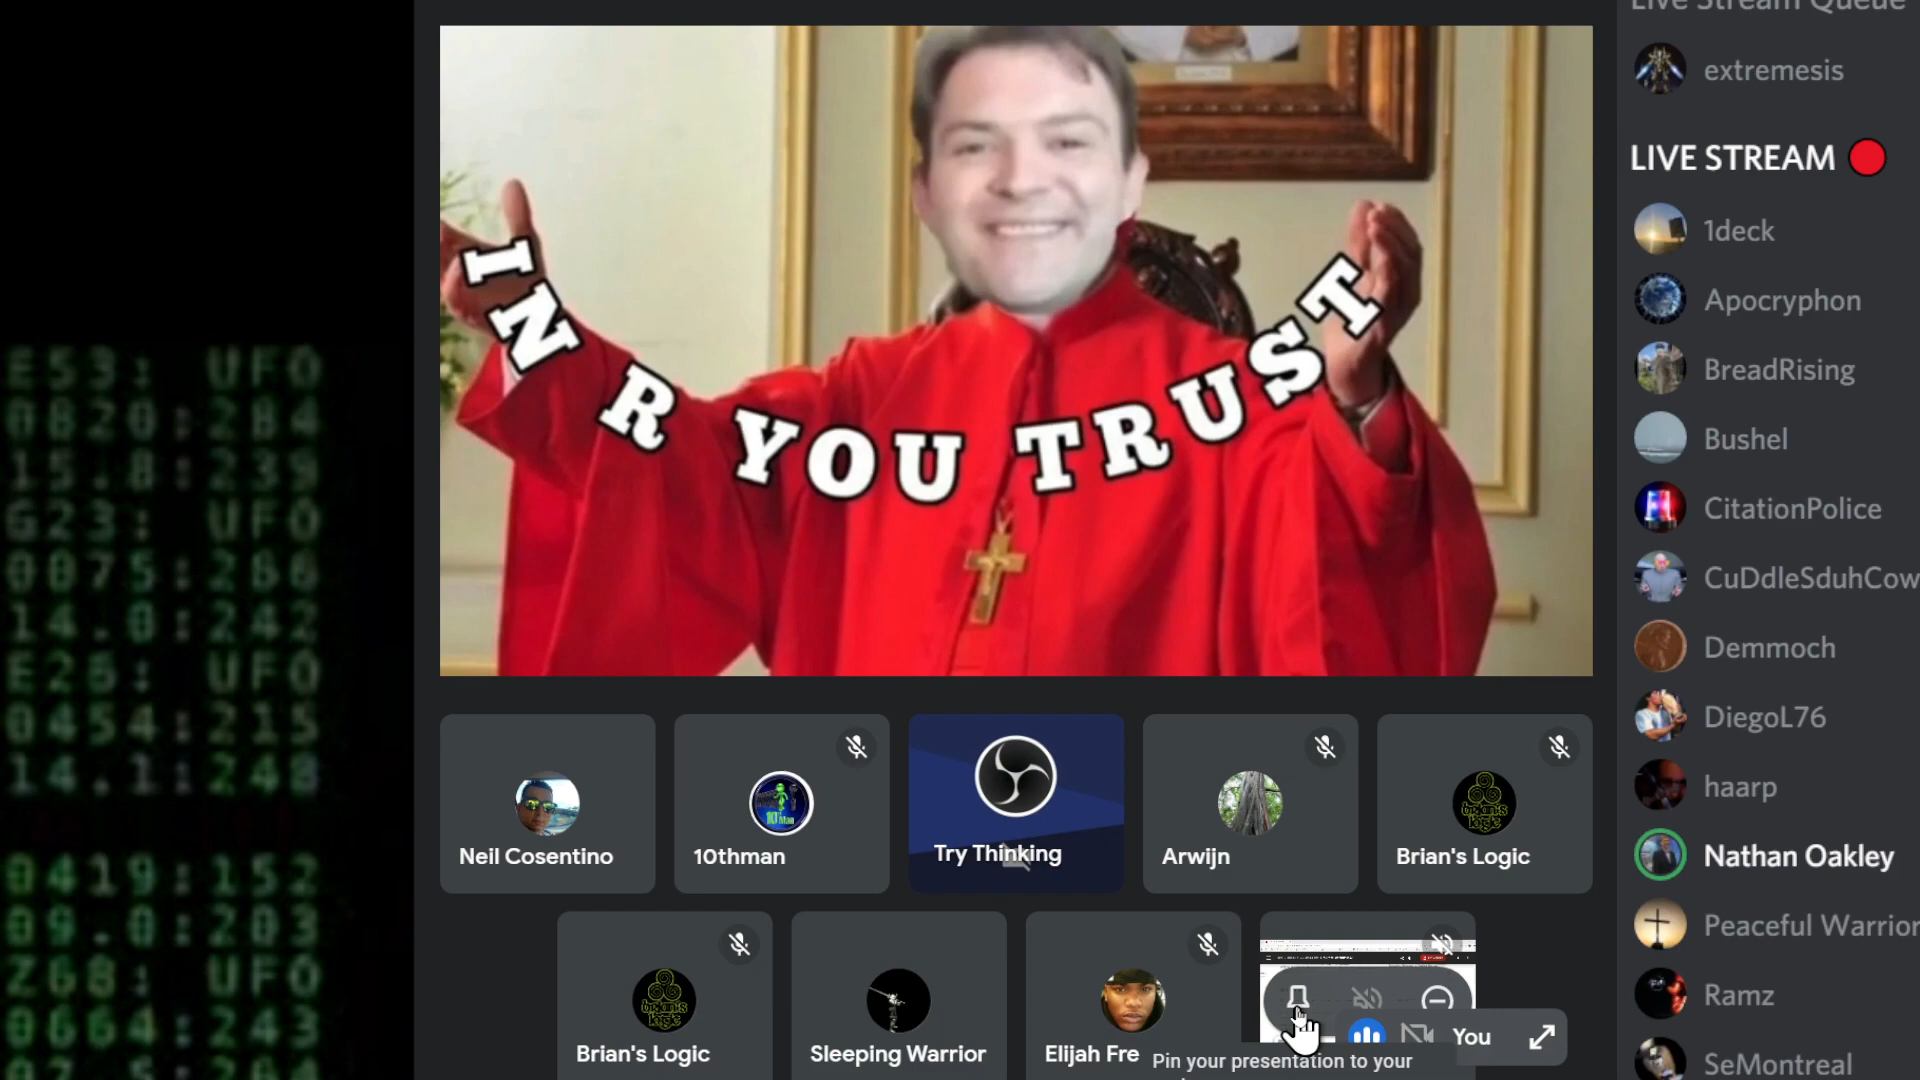 Live Stream Queue
extremesis
LIVE STREAM
1deck
Apocryphon
BreadRising
Bushel
CitationPolice
CuDdleSduhCow
Demmoch
DiegoL76
haarp
Nathan Oakley
Peaceful Warrior
Ramz
SeMontreal
IN R YOU TRUST
Neil Cosentino
10thman
Try Thinking
Arwijn
Brian's Logic
Brian's Logic
Sleeping Warrior
Elijah Fre
You
Pin your presentation to your
E53: UFO
0820:284
15.8:239
G23: UFO
0075:266
14.0:242
E26: UFO
0454:215
14.1:248
0419:152
09.0:203
Z68: UFO
0664:243